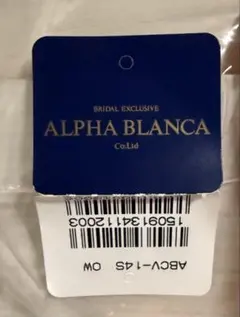 BRIDAL EXCLUSIVE
ALPHA BLANCA
Co.Ltd
1509134112003
ABCV-14S OW